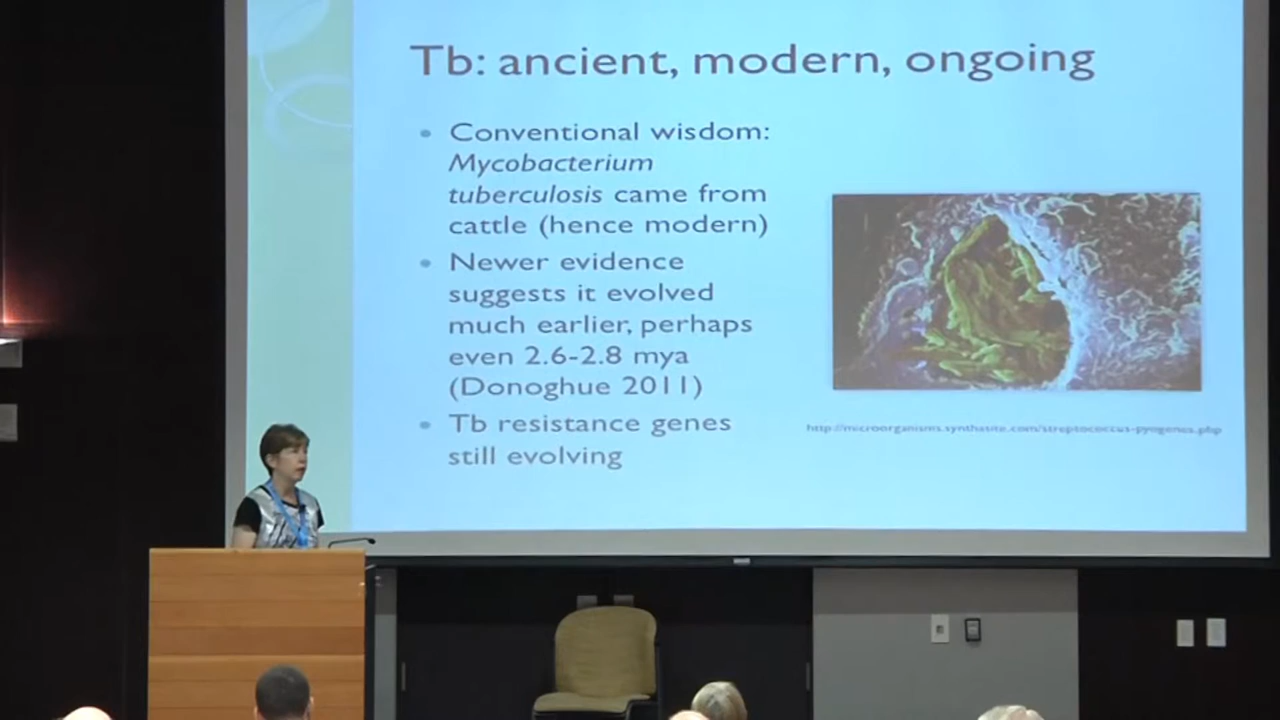 Tb: ancient, modern, ongoing
• Conventional wisdom:
Mycobacterium
tuberculosis came from
cattle (hence modern)
• Newer evidence
suggests it evolved
much earlier, perhaps
even 2.6-2.8 mya
(Donoghue 2011)
• Tb resistance genes
still evolving
http://microorganisms.synthasite.com/streptococcus-pyogenes.php